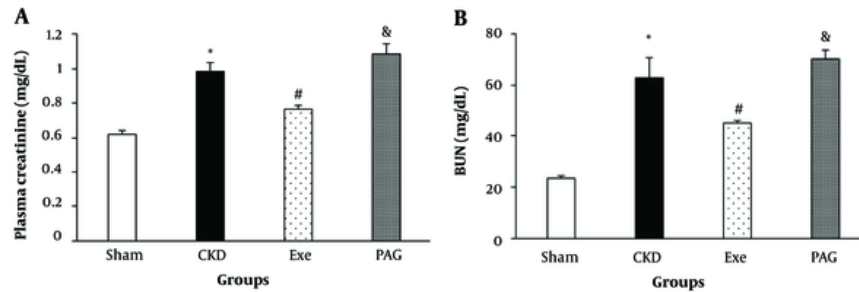 A
Plasma creatinine (mg/dL)
1.2
1
0.8
0.6
0.4
0.2
0
*
#
&
Sham CKD Exe PAG
Groups
B
BUN (mg/dL)
80
60
40
20
0
*
#
&
Sham CKD Exe PAG
Groups